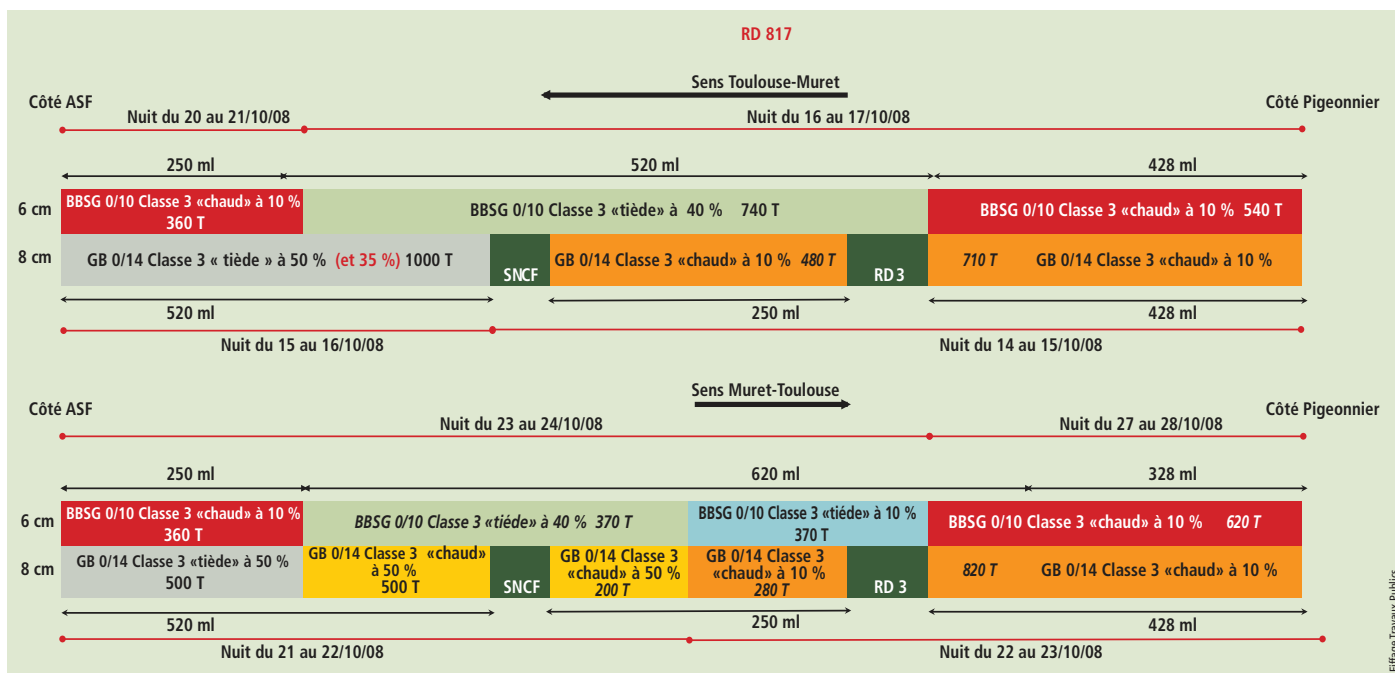 RD 817
Sens Toulouse-Muret
Côté ASF
Côté Pigeonnier
Nuit du 20 au 21/10/08
Nuit du 16 au 17/10/08
250 ml
520 ml
428 ml
6 cm
BBSG 0/10 Classe 3 «chaud» à 10 %
360 T
BBSG 0/10 Classe 3 «tiède» à 40 % 740 T
BBSG 0/10 Classe 3 «chaud» à 10 % 540 T
8 cm
GB 0/14 Classe 3 « tiède » à 50 % (et 35 %) 1000 T
SNCF
GB 0/14 Classe 3 «chaud» à 10 % 480 T
RD 3
710 T GB 0/14 Classe 3 «chaud» à 10 %
520 ml
250 ml
428 ml
Nuit du 15 au 16/10/08
Nuit du 14 au 15/10/08
Sens Muret-Toulouse
Côté ASF
Côté Pigeonnier
Nuit du 23 au 24/10/08
Nuit du 27 au 28/10/08
250 ml
620 ml
328 ml
6 cm
BBSG 0/10 Classe 3 «chaud» à 10 %
360 T
BBSG 0/10 Classe 3 «tiéde» à 40 % 370 T
BBSG 0/10 Classe 3 «tiéde» à 10 %
370 T
BBSG 0/10 Classe 3 «chaud» à 10 % 620 T
8 cm
GB 0/14 Classe 3 «tiède» à 50 %
500 T
GB 0/14 Classe 3 «chaud»
à 50 %
500 T
SNCF
GB 0/14 Classe 3
«chaud» à 50 %
200 T
GB 0/14 Classe 3
«chaud» à 10 %
280 T
RD 3
820 T GB 0/14 Classe 3 «chaud» à 10 %
520 ml
250 ml
428 ml
Nuit du 21 au 22/10/08
Nuit du 22 au 23/10/08
Eiffage Travaux Publics